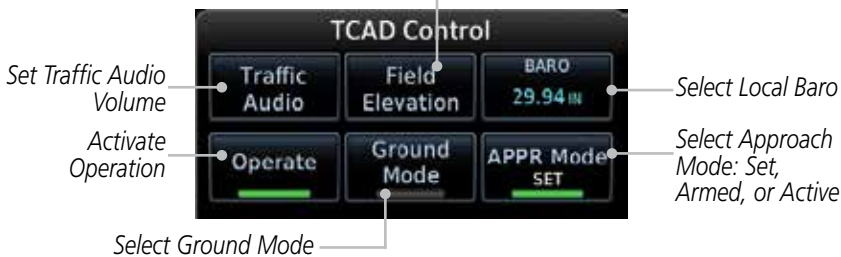 TCAD Control
Set Traffic Audio
Volume
Traffic
Audio
Field
Elevation
BARO
29.94 IN
Select Local Baro
Activate
Operation
Operate
Ground
Mode
APPR Mode
SET
Select Approach
Mode: Set,
Armed, or Active
Select Ground Mode